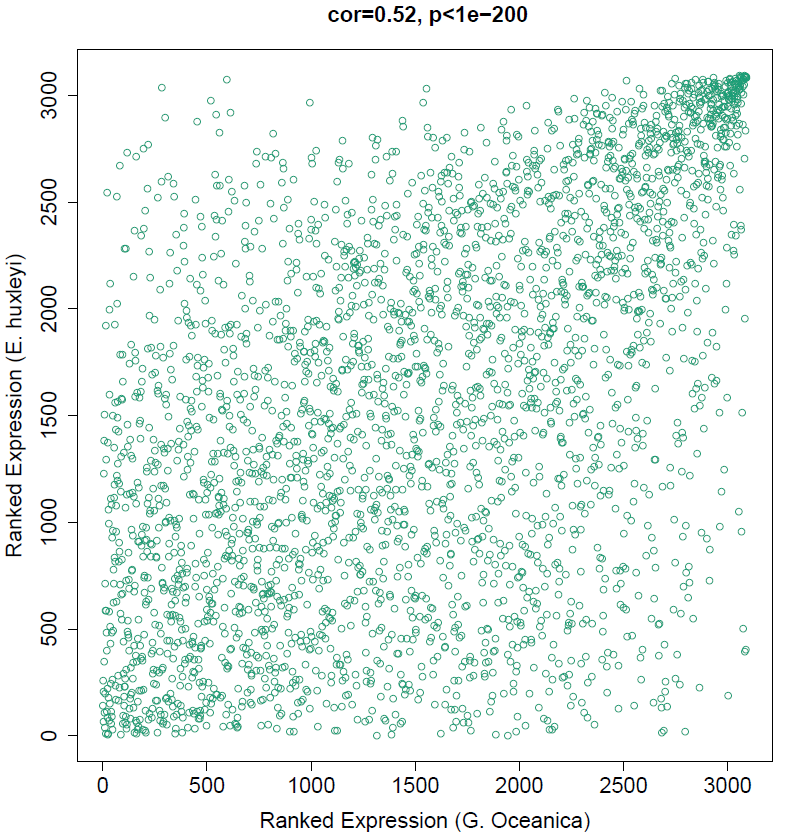 cor=0.52, p<1e−200
Ranked Expression (E. huxleyi)
3000
2500
2000
1500
1000
500
0
0 500 1000 1500 2000 2500 3000
Ranked Expression (G. Oceanica)